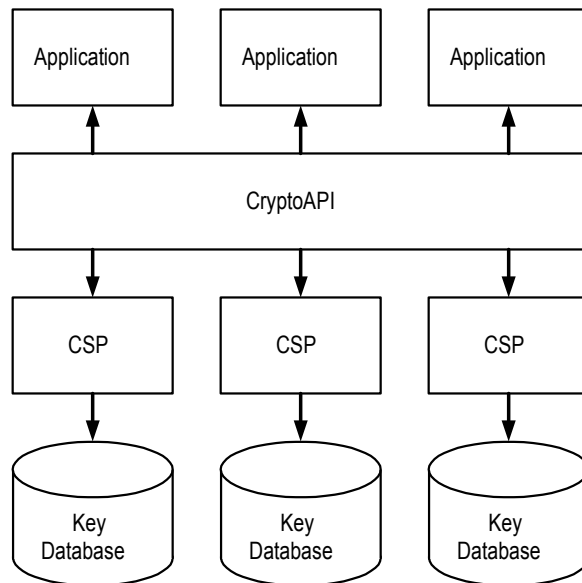 Application
Application
Application
CryptoAPI
CSP
CSP
CSP
Key
Database
Key
Database
Key
Database